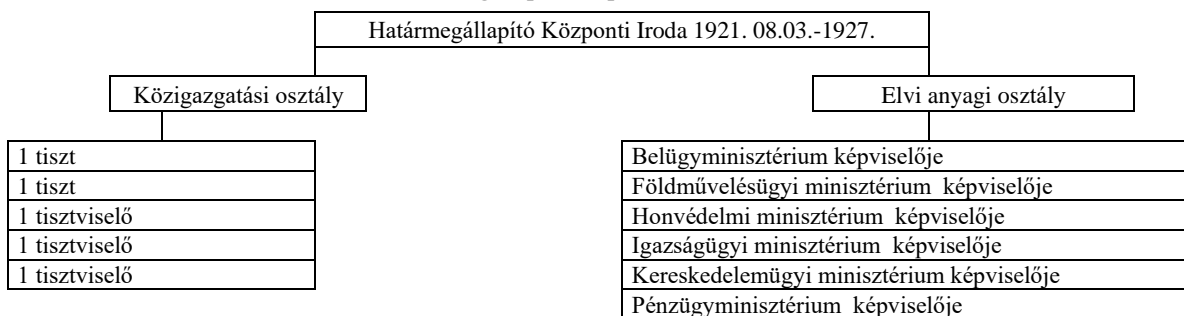 Határmegállapító Központi Iroda 1921. 08.03.-1927.
Közigazgatási osztály
Elvi anyagi osztály
1 tiszt
1 tiszt
1 tisztviselő
1 tisztviselő
1 tisztviselő
Belügyminisztérium képviselője
Földművelésügyi minisztérium képviselője
Honvédelmi minisztérium képviselője
Igazságügyi minisztérium képviselője
Kereskedelemügyi minisztérium képviselője
Pénzügyminisztérium képviselője